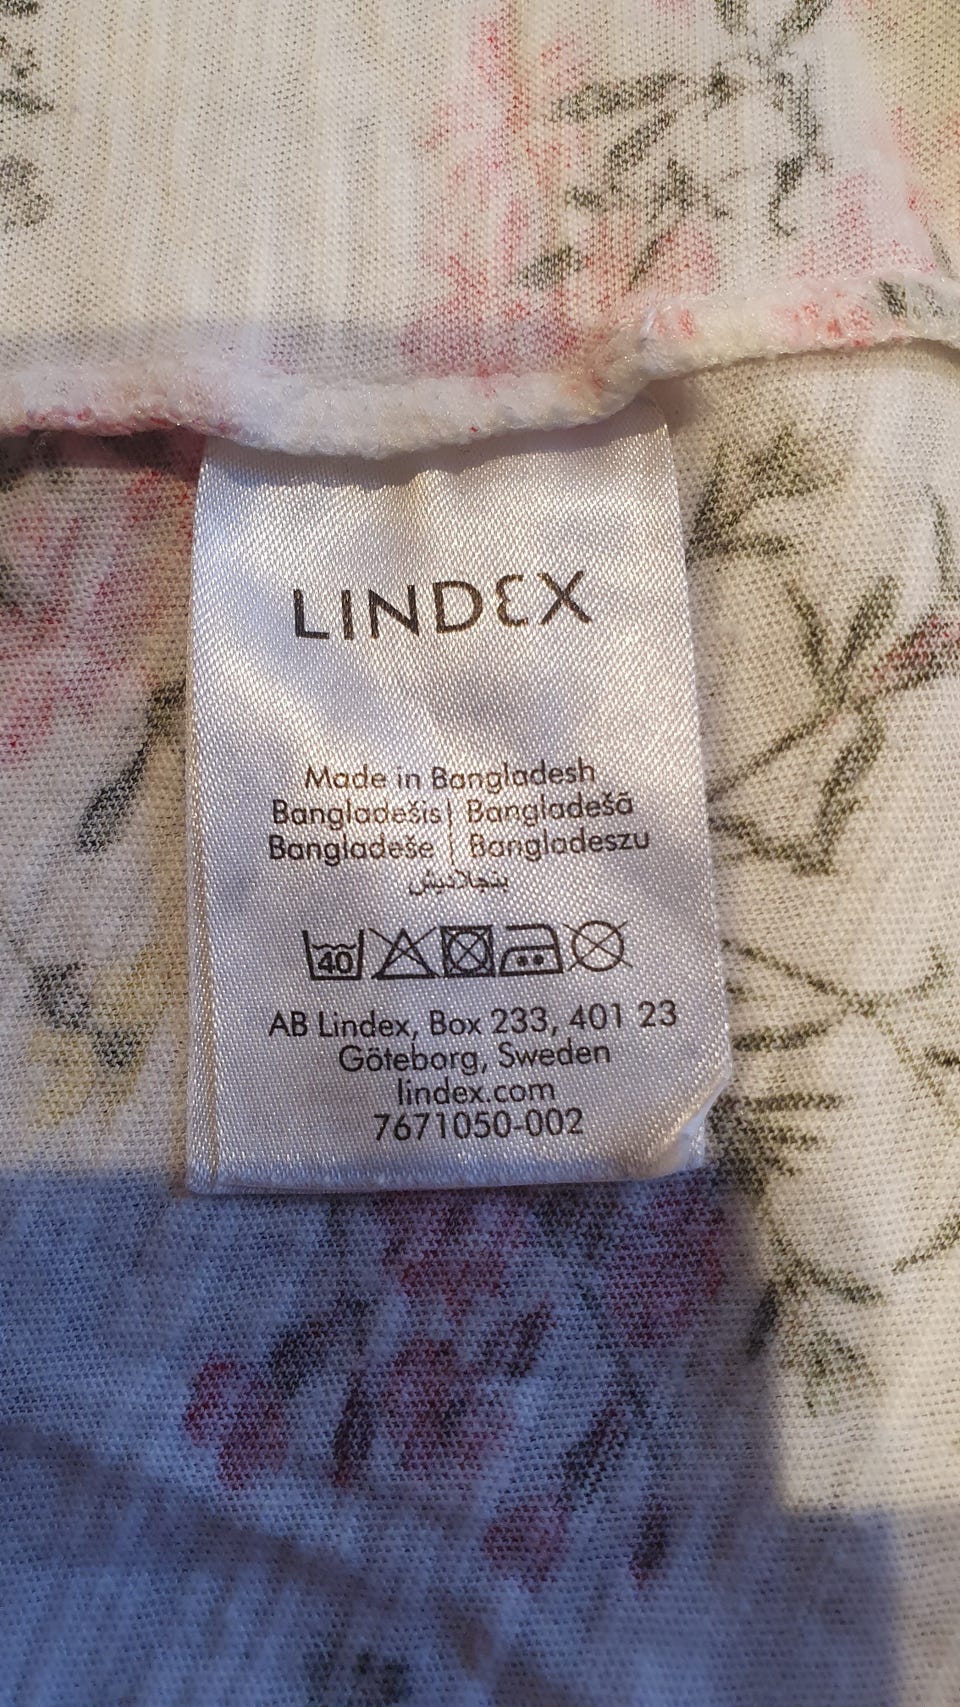 LINDEX
Made in Bangladesh
Bangladešis | Bangladešā
Bangladeše | Bangladeszu
بنجلاديش
40
AB Lindex, Box 233, 401 23
Göteborg, Sweden
lindex.com
7671050-002